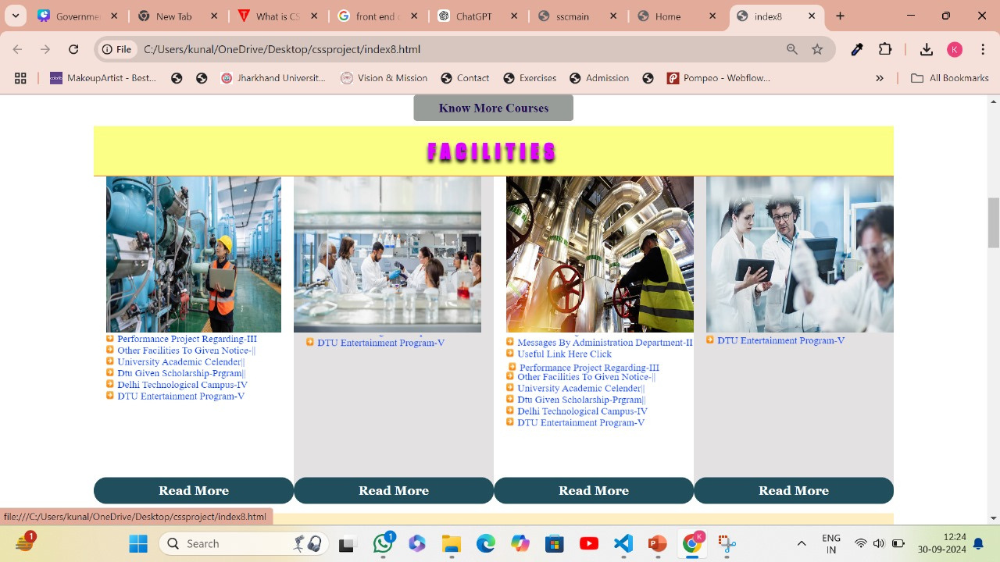 Governme
New Tab
What is CS
front end c
ChatGPT
sscmain
Home
index8
File
C:/Users/kunal/OneDrive/Desktop/cssproject/index8.html
K
MakeupArtist - Best...
Jharkhand Universit...
Vision & Mission
Contact
Exercises
Admission
Pompeo - Webflow...
All Bookmarks
Know More Courses
FACILITIES
Performance Project Regarding-III
Other Facilities To Given Notice-||
University Academic Celender||
Dtu Given Scholarship-Prgram||
Delhi Technological Campus-IV
DTU Entertainment Program-V
DTU Entertainment Program-V
Messages By Administration Department-II
Useful Link Here Click
Performance Project Regarding-III
Other Facilities To Given Notice-||
University Academic Celender||
Dtu Given Scholarship-Prgram||
Delhi Technological Campus-IV
DTU Entertainment Program-V
DTU Entertainment Program-V
Read More
Read More
Read More
Read More
file:///C:/Users/kunal/OneDrive/Desktop/cssproject/index8.html
1
Search
1
K
ENG
IN
12:24
30-09-2024